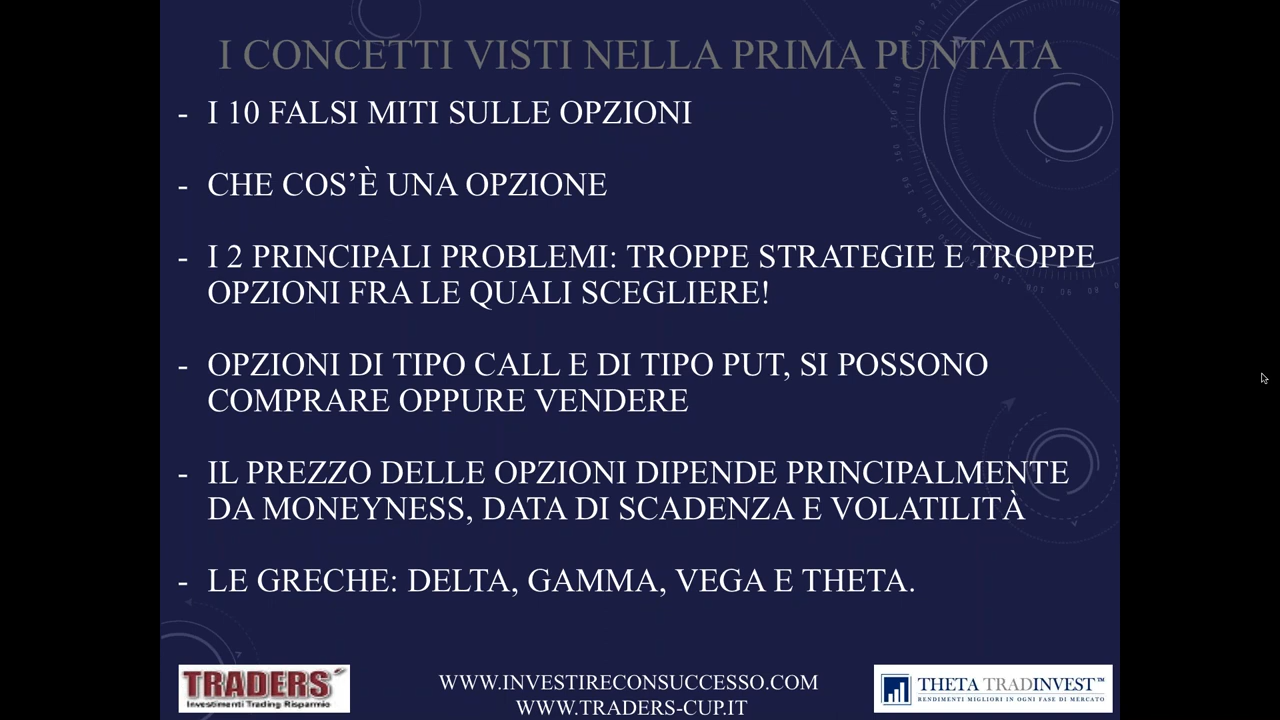 I CONCETTI VISTI NELLA PRIMA PUNTATA
- I 10 FALSI MITI SULLE OPZIONI
- CHE COS’È UNA OPZIONE
- I 2 PRINCIPALI PROBLEMI: TROPPE STRATEGIE E TROPPE
OPZIONI FRA LE QUALI SCEGLIERE!
- OPZIONI DI TIPO CALL E DI TIPO PUT, SI POSSONO
COMPRARE OPPURE VENDERE
- IL PREZZO DELLE OPZIONI DIPENDE PRINCIPALMENTE
DA MONEYNESS, DATA DI SCADENZA E VOLATILITÀ
- LE GRECHE: DELTA, GAMMA, VEGA E THETA.
TRADERS'
Investimenti Trading Risparmio
WWW.INVESTIRECONSUCCESSO.COM
WWW.TRADERS-CUP.IT
THETA TRADINVEST™
RENDIMENTI MIGLIORI IN OGNI FASE DI MERCATO